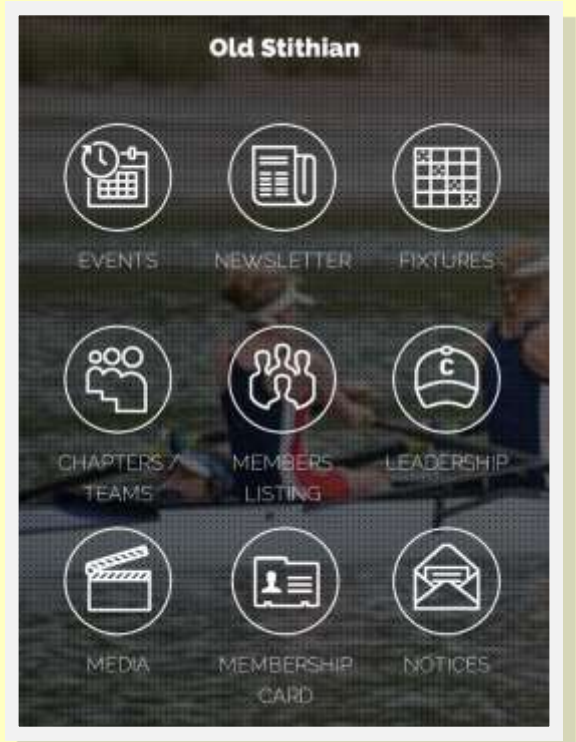 Old Stithian
EVENTS NEWSLETTER FIXTURES
C
CHAPTERS / MEMBERS LEADERSHIP
TEAMS LISTING
MEDIA MEMBERSHIP NOTICES
CARD